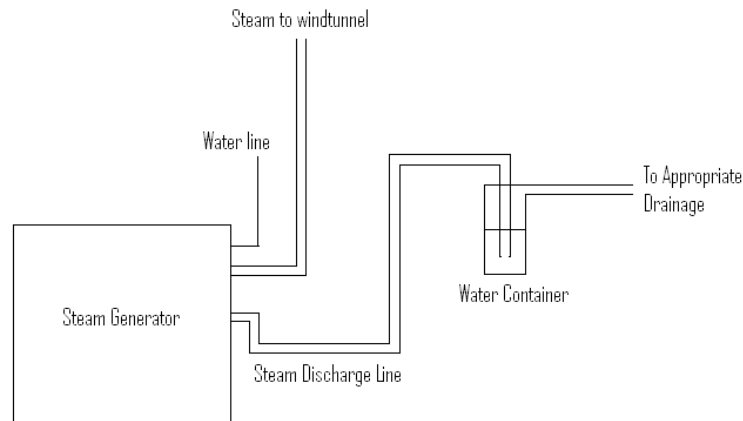 Steam to windtunnel
Water line
To Appropriate
Drainage
Water Container
Steam Generator
Steam Discharge Line